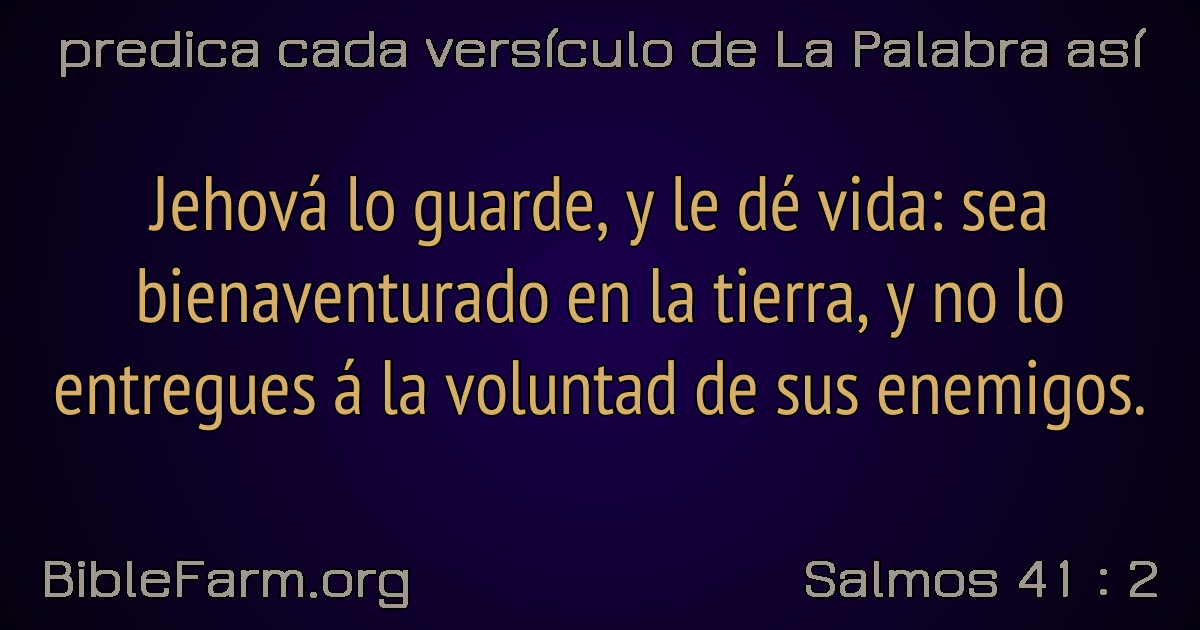 predica cada versículo de La Palabra así
Jehová lo guarde, y le dé vida: sea
bienaventurado en la tierra, y no lo
entregues á la voluntad de sus enemigos.
BibleFarm.org
Salmos 41 : 2